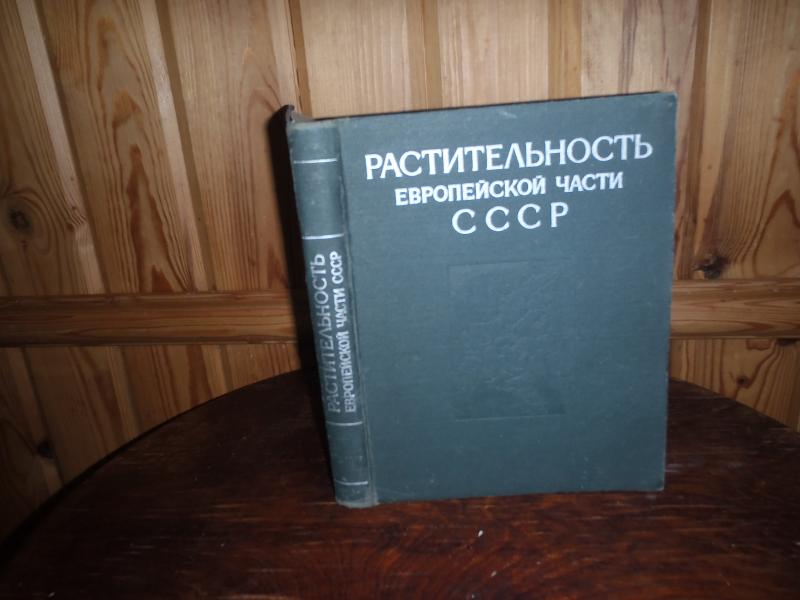 РАСТИТЕЛЬНОСТЬ
ЕВРОПЕЙСКОЙ ЧАСТИ
СССР
РАСТИТЕЛЬНОСТЬ
ЕВРОПЕЙСКОЙ ЧАСТИ СССР